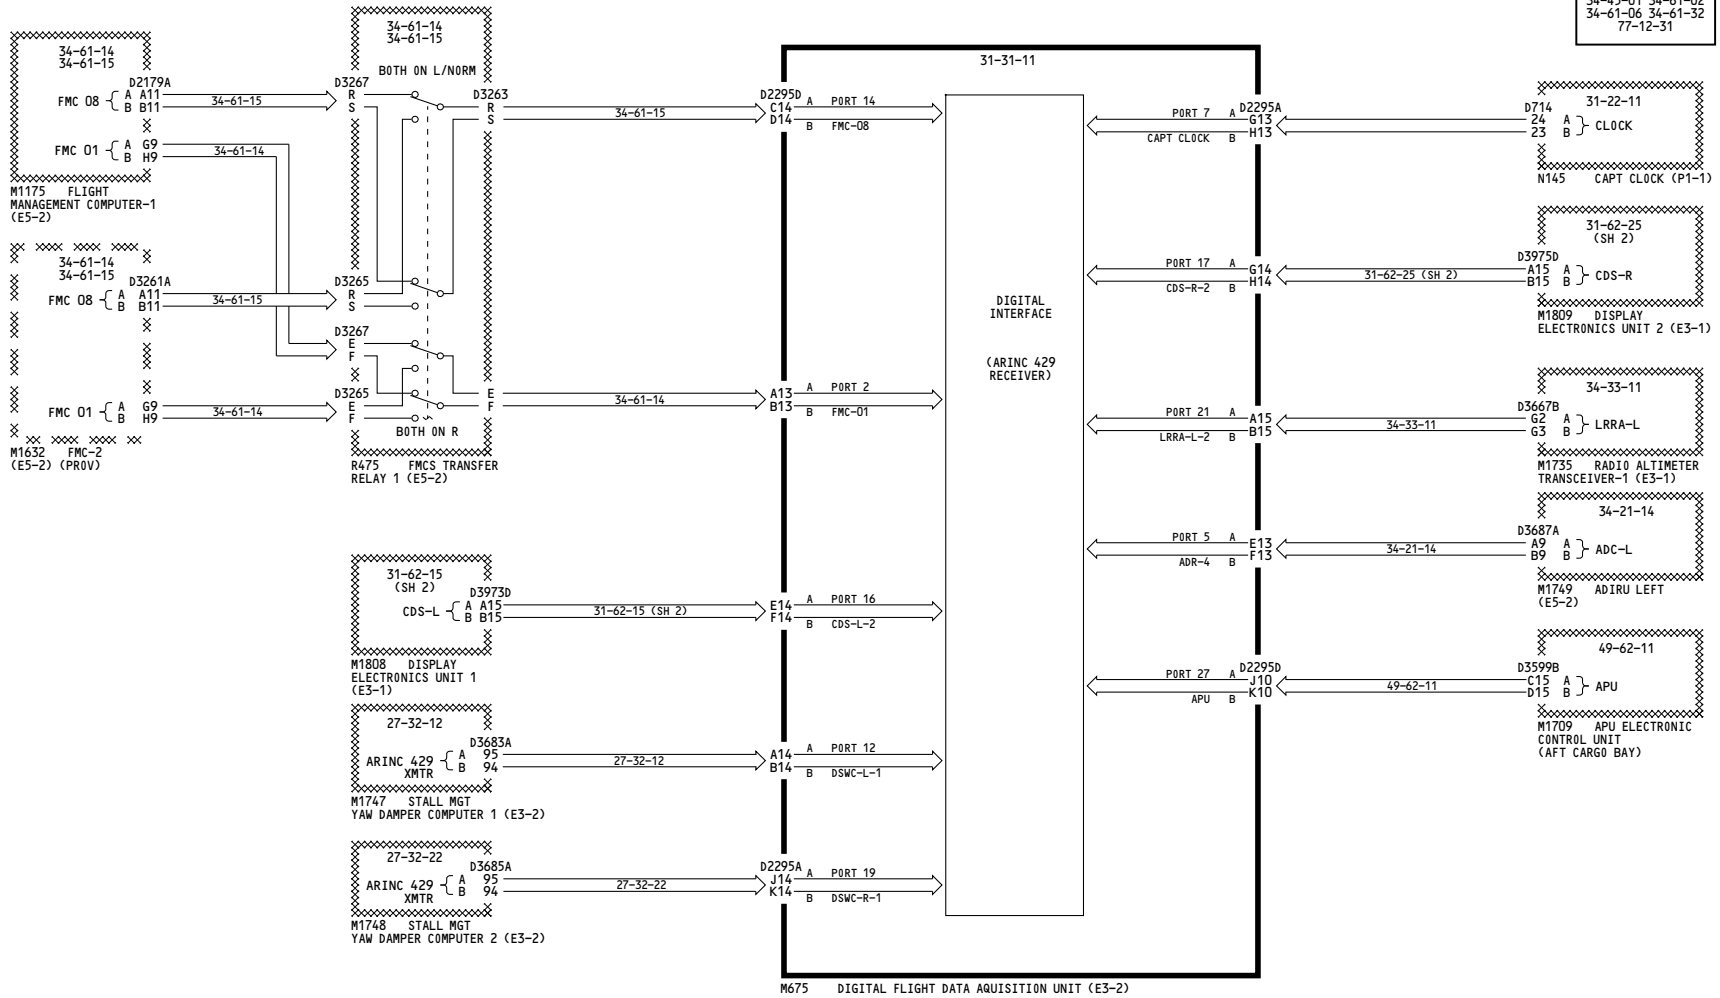 34-61-06 34-61-32
77-12-31
34-61-14
34-61-15
D2179A
FMC 08 A A11
B B11
34-61-15
FMC 01 A G9
B H9
34-61-14
M1175 FLIGHT
MANAGEMENT COMPUTER-1
(E5-2)
34-61-14
34-61-15
D3261A
FMC 08 A A11
B B11
34-61-15
FMC 01 A G9
B H9
34-61-14
M1632 FMC-2
(E5-2) (PROV)
34-61-14
34-61-15
BOTH ON L/NORM
D3267
R
S
D3263
R
S
34-61-15
D3265
R
S
D3267
E
F
D3265
E
F
E
F
34-61-14
BOTH ON R
R475 FMCS TRANSFER
RELAY 1 (E5-2)
31-62-15
(SH 2)
D3973D
CDS-L A A15
B B15
31-62-15 (SH 2)
M1808 DISPLAY
ELECTRONICS UNIT 1
(E3-1)
27-32-12
D3683A
ARINC 429 A 95
XMTR B 94
27-32-12
M1747 STALL MGT
YAW DAMPER COMPUTER 1 (E3-2)
27-32-22
D3685A
ARINC 429 A 95
XMTR B 94
27-32-22
M1748 STALL MGT
YAW DAMPER COMPUTER 2 (E3-2)
31-31-11
D2295D
C14 A PORT 14
D14 B FMC-08
A13 A PORT 2
B13 B FMC-01
E14 A PORT 16
F14 B CDS-L-2
A14 A PORT 12
B14 B DSWC-L-1
D2295A
J14 A PORT 19
K14 B DSWC-R-1
DIGITAL
INTERFACE
(ARINC 429
RECEIVER)
PORT 7 A D2295A
G13
H13
CAPT CLOCK B
PORT 17 A G14
CDS-R-2 B H14
PORT 21 A A15
LRRA-L-2 B B15
PORT 5 A E13
ADR-4 B F13
PORT 27 A D2295D
J10
K10
APU B
M675 DIGITAL FLIGHT DATA AQUISITION UNIT (E3-2)
31-22-11
D714
24 A
23 B
CLOCK
N145 CAPT CLOCK (P1-1)
31-62-25
(SH 2)
D3975D
31-62-25 (SH 2)
A15 A
B15 B
CDS-R
M1809 DISPLAY
ELECTRONICS UNIT 2 (E3-1)
34-33-11
D3667B
34-33-11
G2 A
G3 B
LRRA-L
M1735 RADIO ALTIMETER
TRANSCEIVER-1 (E3-1)
34-21-14
D3687A
34-21-14
A9 A
B9 B
ADC-L
M1749 ADIRU LEFT
(E5-2)
49-62-11
D3599B
49-62-11
C15 A
D15 B
APU
M1709 APU ELECTRONIC
CONTROL UNIT
(AFT CARGO BAY)